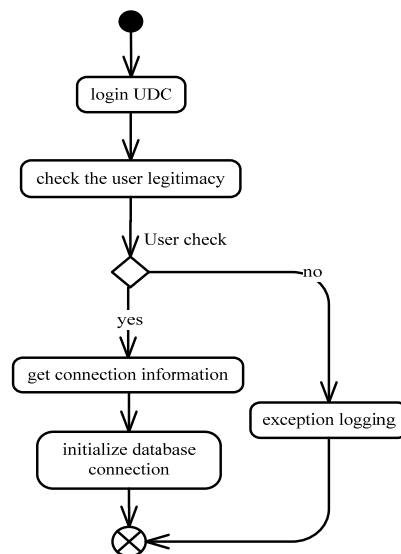 login UDC
check the user legitimacy
User check
no
yes
get connection information
exception logging
initialize database
connection